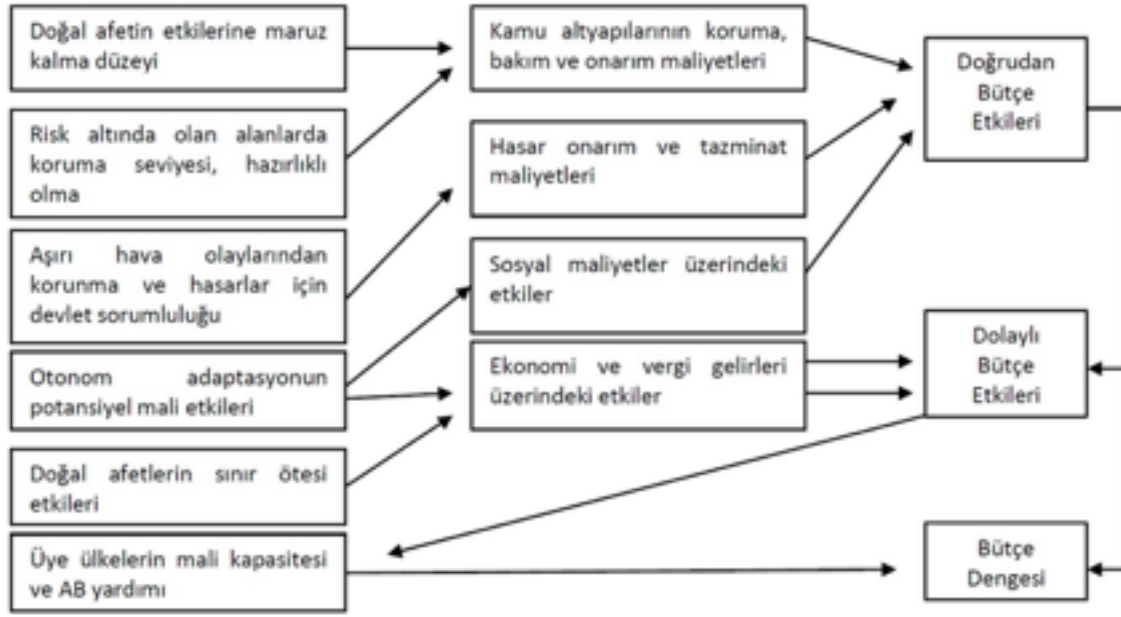 Doğal afetin etkilerine maruz
kalma düzeyi
Risk altında olan alanlarda
koruma seviyesi, hazırlıklı
olma
Aşırı hava olaylarından
korunma ve hasarlar için
devlet sorumluluğu
Otonom adaptasyonun
potansiyel mali etkileri
Doğal afetlerin sınır ötesi
etkileri
Üye ülkelerin mali kapasitesi
ve AB yardımı
Kamu altyapılarının koruma,
bakım ve onarım maliyetleri
Hasar onarım ve tazminat
maliyetleri
Sosyal maliyetler üzerindeki
etkiler
Ekonomi ve vergi gelirleri
üzerindeki etkiler
Doğrudan
Bütçe
Etkileri
Dolaylı
Bütçe
Etkileri
Bütçe
Dengesi